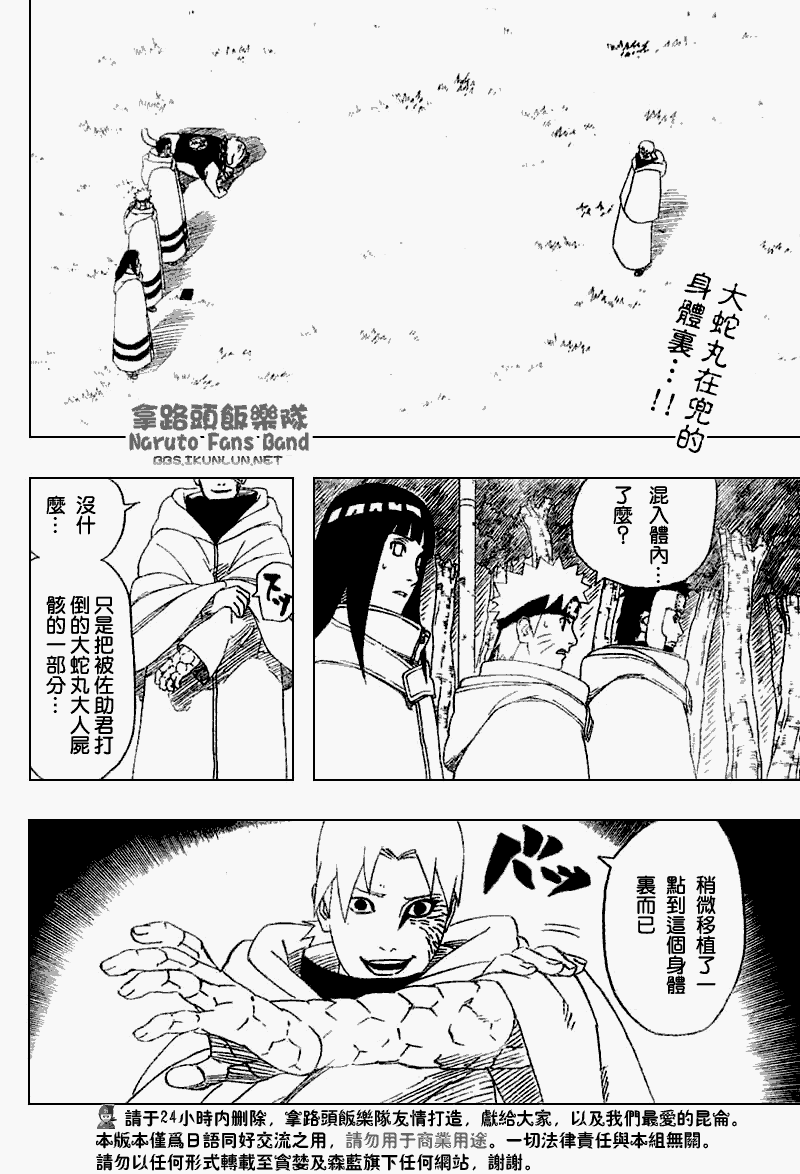 大蛇丸在兜的
身體裏…!!
拿路頭飯樂隊
Naruto Fans Band
BBS.IKUNLUN.NET
混入體內…
了麼?
沒什
麼…
只是把被佐助君打
倒的大蛇丸大人屍
骸的一部分…
稍微移植了一
點到這個身體
裏而已
バッ
請于24小時内删除，拿路頭飯樂隊友情打造，獻給大家，以及我們最愛的昆侖。
本版本僅爲日語同好交流之用，請勿用于商業用途。一切法律責任與本組無關。
請勿以任何形式轉載至貪婪及森藍旗下任何網站，謝謝。